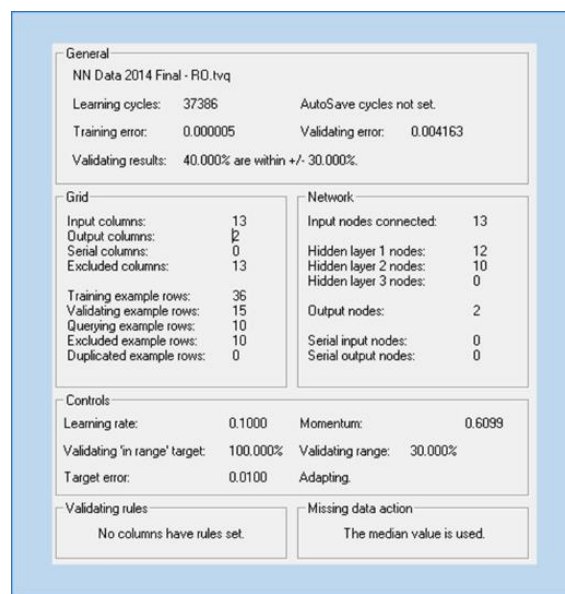 General
NN Data 2014 Final - RO.tvq
Learning cycles: 37386 AutoSave cycles not set.
Training error: 0.000005 Validating error: 0.004163
Validating results: 40.000% are within +/- 30.000%.
Grid
Input columns: 13
Output columns: 2
Serial columns: 0
Excluded columns: 13
Training example rows: 36
Validating example rows: 15
Querying example rows: 10
Excluded example rows: 10
Duplicated example rows: 0
Network
Input nodes connected: 13
Hidden layer 1 nodes: 12
Hidden layer 2 nodes: 10
Hidden layer 3 nodes: 0
Output nodes: 2
Serial input nodes: 0
Serial output nodes: 0
Controls
Learning rate: 0.1000 Momentum: 0.6099
Validating 'in range' target: 100.000% Validating range: 30.000%
Target error: 0.0100 Adapting.
Validating rules
No columns have rules set.
Missing data action
The median value is used.